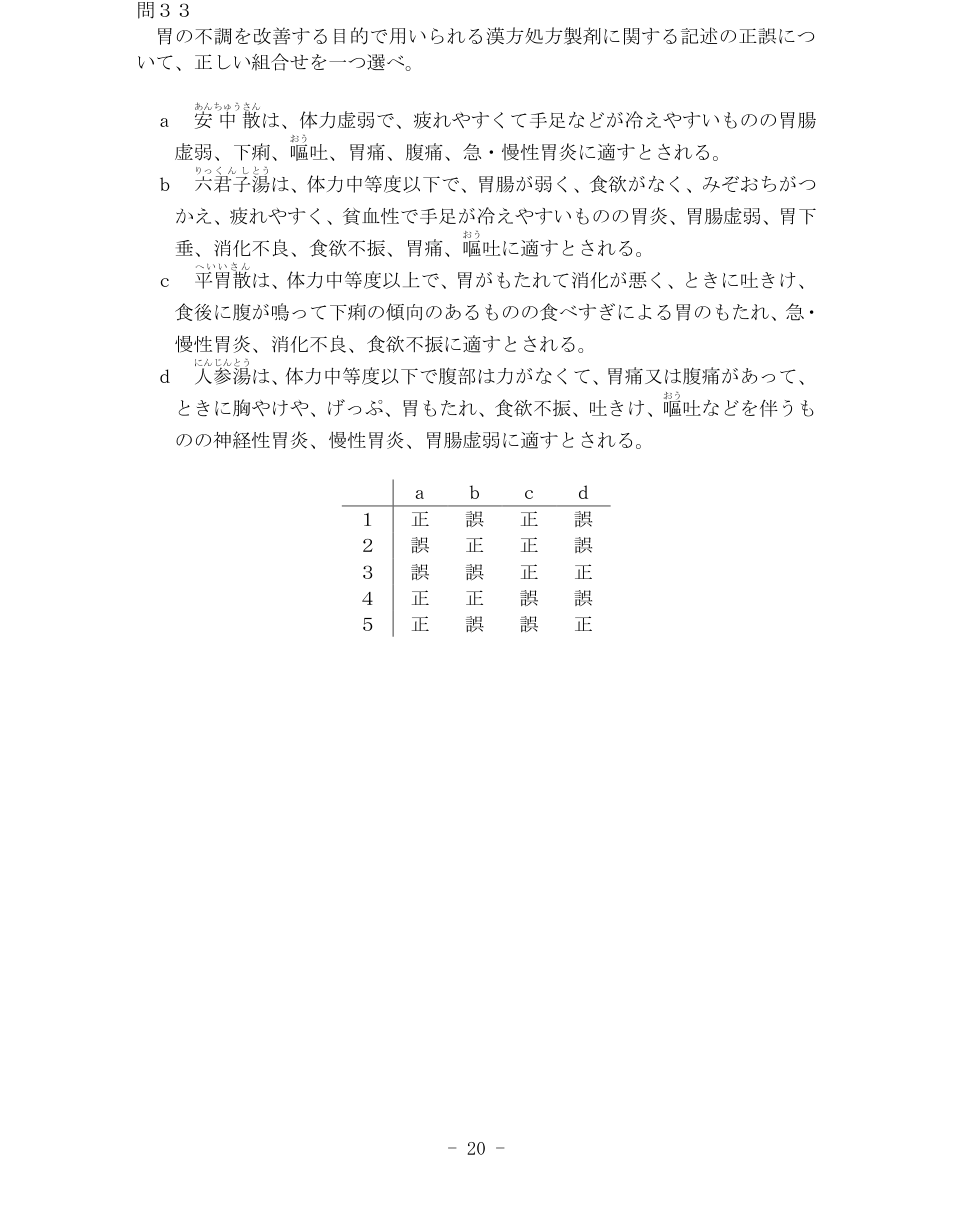 問３３
胃の不調を改善する目的で用いられる漢方処方製剤に関する記述の正誤につ
いて、正しい組合せを一つ選べ。
あんちゅうさん
a 安中散は、体力虚弱で、疲れやすくて手足などが冷えやすいものの胃腸
おう
虚弱、下痢、嘔吐、胃痛、腹痛、急・慢性胃炎に適すとされる。
りっくんしとう
b 六君子湯は、体力中等度以下で、胃腸が弱く、食欲がなく、みぞおちがつ
かえ、疲れやすく、貧血性で手足が冷えやすいものの胃炎、胃腸虚弱、胃下
おう
垂、消化不良、食欲不振、胃痛、嘔吐に適すとされる。
へいいさん
c 平胃散は、体力中等度以上で、胃がもたれて消化が悪く、ときに吐きけ、
食後に腹が鳴って下痢の傾向のあるものの食べすぎによる胃のもたれ、急・
慢性胃炎、消化不良、食欲不振に適すとされる。
にんじんとう
d 人参湯は、体力中等度以下で腹部は力がなくて、胃痛又は腹痛があって、
おう
ときに胸やけや、げっぷ、胃もたれ、食欲不振、吐きけ、嘔吐などを伴うも
のの神経性胃炎、慢性胃炎、胃腸虚弱に適すとされる。
a b c d
1 正 誤 正 誤
2 誤 正 正 誤
3 誤 誤 正 正
4 正 正 誤 誤
5 正 誤 誤 正
- 20 -